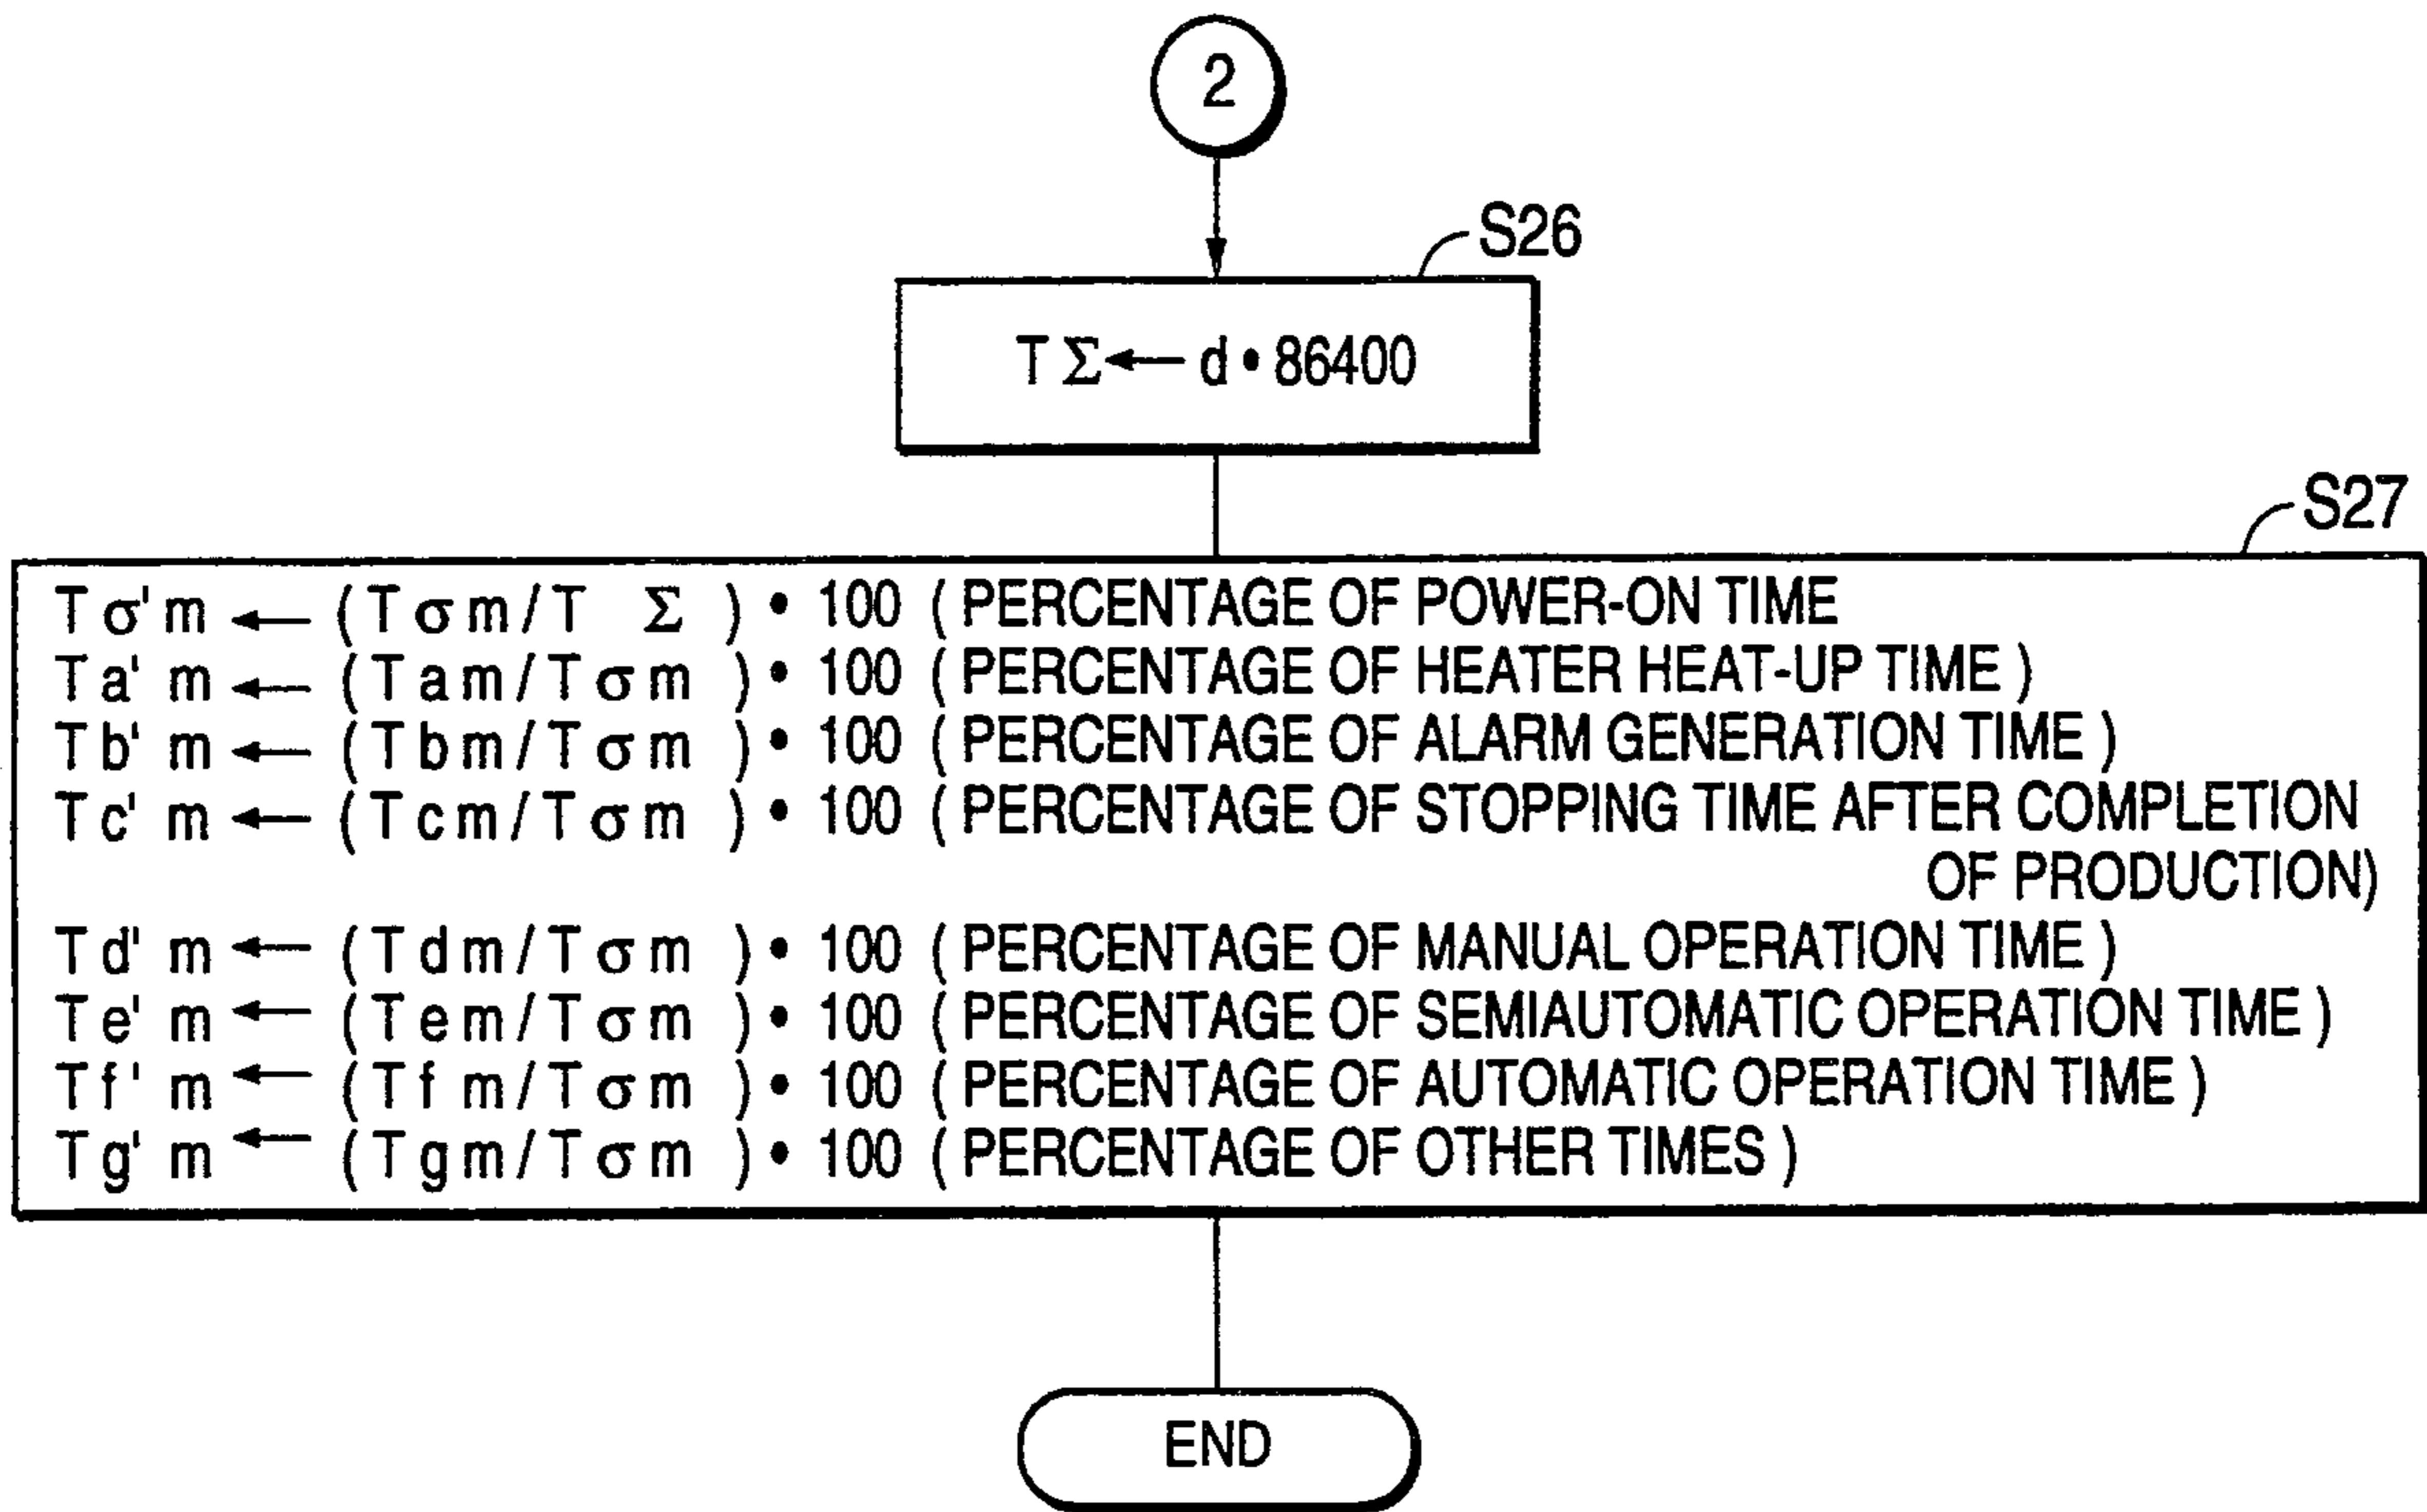 2
S26
TΣ ← d • 86400
S27
Tσ'm ← (Tσm/TΣ) • 100 ( PERCENTAGE OF POWER-ON TIME
Ta'm ← (Tam/Tσm) • 100 ( PERCENTAGE OF HEATER HEAT-UP TIME )
Tb'm ← (Tbm/Tσm) • 100 ( PERCENTAGE OF ALARM GENERATION TIME )
Tc'm ← (Tcm/Tσm) • 100 ( PERCENTAGE OF STOPPING TIME AFTER COMPLETION
OF PRODUCTION)
Td'm ← (Tdm/Tσm) • 100 ( PERCENTAGE OF MANUAL OPERATION TIME )
Te'm ← (Tem/Tσm) • 100 ( PERCENTAGE OF SEMIAUTOMATIC OPERATION TIME )
Tf'm ← (Tfm/Tσm) • 100 ( PERCENTAGE OF AUTOMATIC OPERATION TIME )
Tg'm ← (Tgm/Tσm) • 100 ( PERCENTAGE OF OTHER TIMES )
END